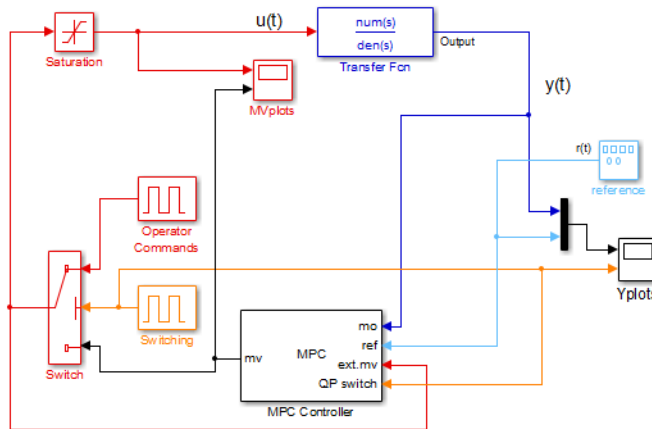 u(t)
num(s)
den(s)
Output
Saturation
Transfer Fcn
MVplots
y(t)
r(t)
reference
Operator
Commands
Yplots
Switching
mo
ref
mv
MPC
ext.mv
QP switch
Switch
MPC Controller